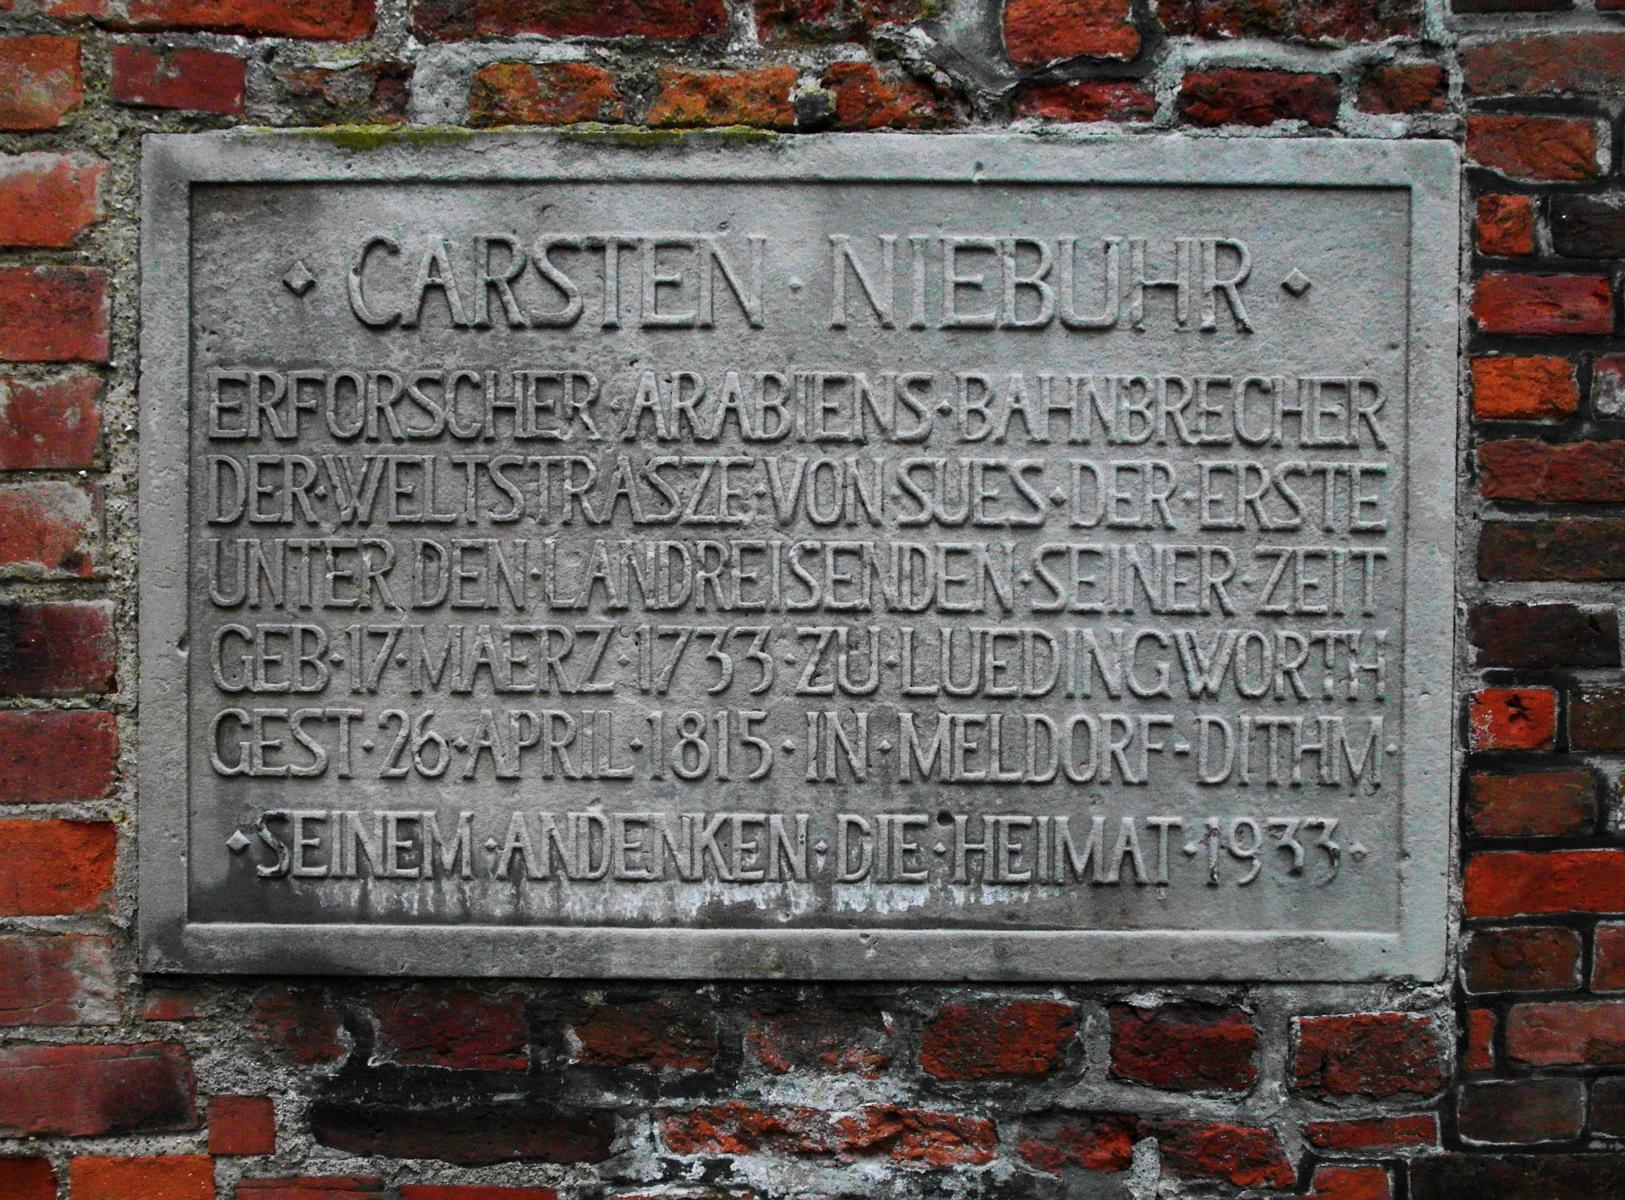 ⋄ CARSTEN · NIEBUHR ⋄
ERFORSCHER·ARABIENS·BAHNBRECHER
DER·WELTSTRASZE·VON·SUES·DER·ERSTE
UNTER·DEN·LANDREISENDEN·SEINER·ZEIT
GEB·17·MAERZ·1733·ZU·LUEDINGWORTH
GEST·26·APRIL·1815·IN·MELDORF-DITHM·
⋄SEINEM·ANDENKEN·DIE·HEIMAT·1933·